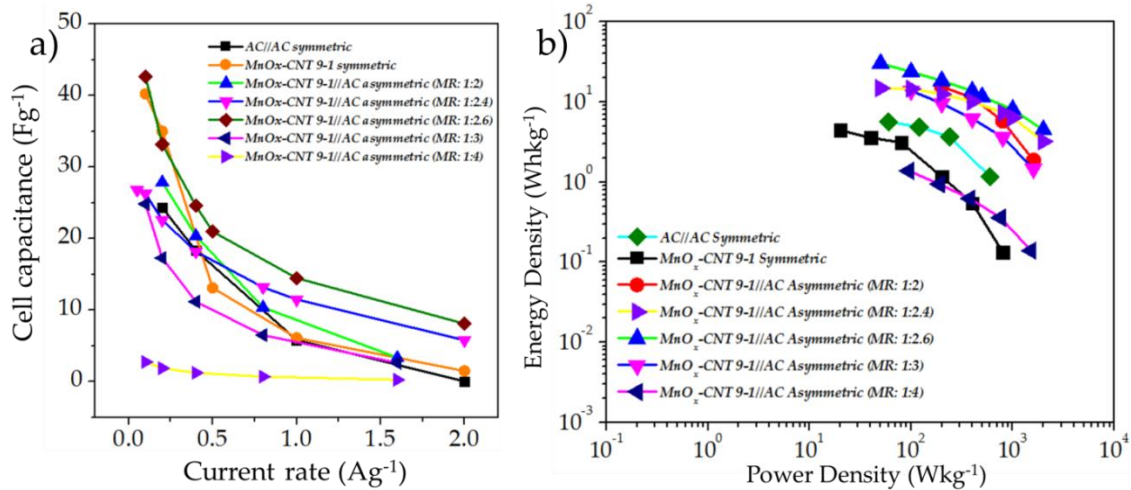 a)
50
40
30
20
10
0
Cell capacitance (Fg-1)
AC//AC symmetric
MnOx-CNT 9-1 symmetric
MnOx-CNT 9-1//AC asymmetric (MR: 1:2)
MnOx-CNT 9-1//AC asymmetric (MR: 1:2.4)
MnOx-CNT 9-1//AC asymmetric (MR: 1:2.6)
MnOx-CNT 9-1//AC asymmetric (MR: 1:3)
MnOx-CNT 9-1//AC asymmetric (MR: 1:4)
0.0 0.5 1.0 1.5 2.0
Current rate (Ag-1)
b)
10^2
10^1
10^0
10^-1
10^-2
10^-3
Energy Density (Whkg-1)
AC//AC Symmetric
MnOx-CNT 9-1 Symmetric
MnOx-CNT 9-1//AC Asymmetric (MR: 1:2)
MnOx-CNT 9-1//AC Asymmetric (MR: 1:2.4)
MnOx-CNT 9-1//AC Asymmetric (MR: 1:2.6)
MnOx-CNT 9-1//AC Asymmetric (MR: 1:3)
MnOx-CNT 9-1//AC Asymmetric (MR: 1:4)
10^-1 10^0 10^1 10^2 10^3 10^4
Power Density (Wkg-1)